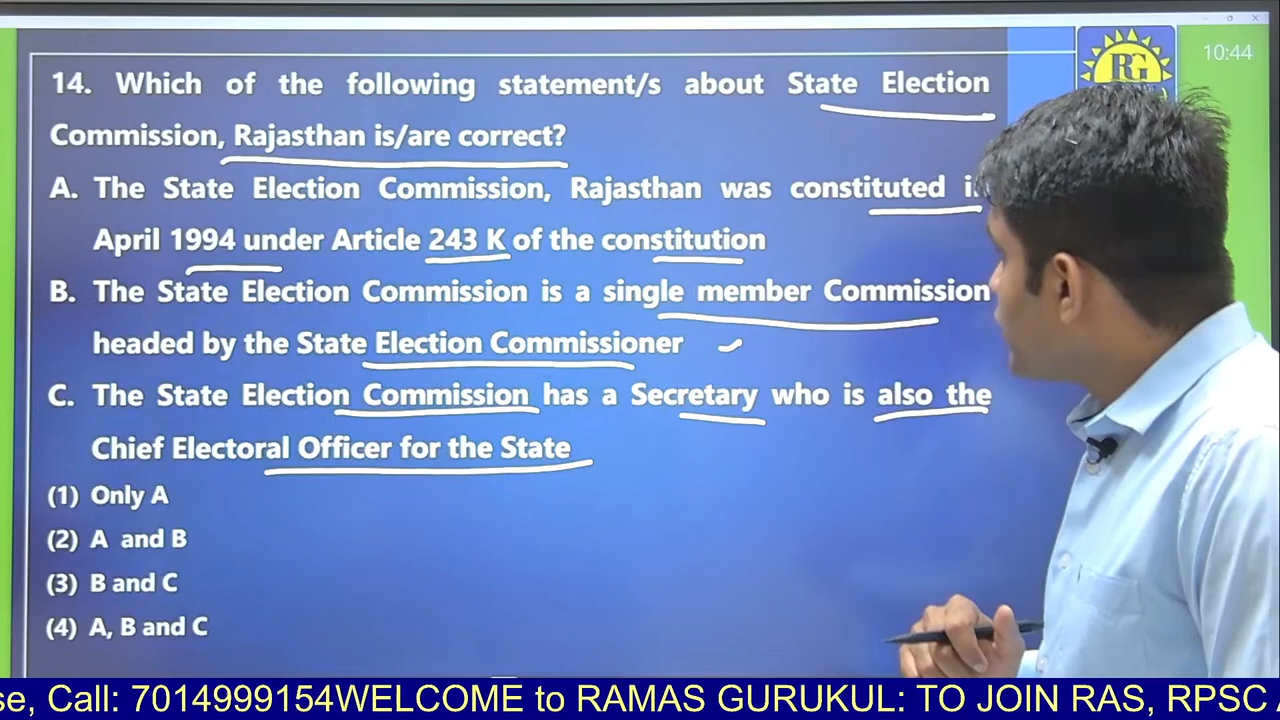 10:44
RG
14. Which of the following statement/s about State Election
Commission, Rajasthan is/are correct?
A. The State Election Commission, Rajasthan was constituted
April 1994 under Article 243 K of the constitution
B. The State Election Commission is a single member Commission
headed by the State Election Commissioner
C. The State Election Commission has a Secretary who is also the
Chief Electoral Officer for the State
(1) Only A
(2) A and B
(3) B and C
(4) A, B and C
se, Call: 7014999154WELCOME to RAMAS GURUKUL: TO JOIN RAS, RPSC